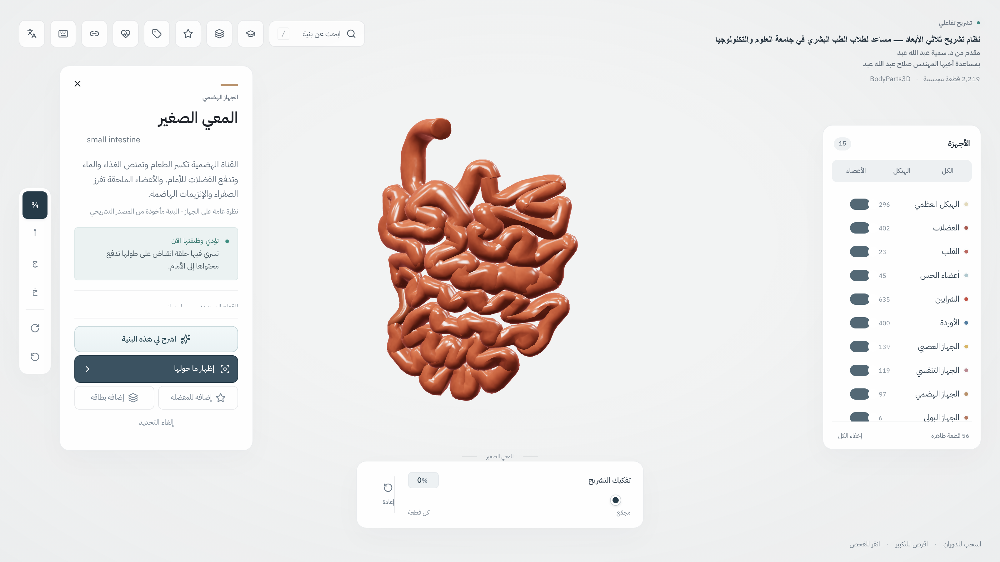 تشريح تفاعلي
نظام تشريح ثلاثي الأبعاد — مساعد لطلاب الطب البشري في جامعة العلوم والتكنولوجيا
مقدم من د. سمية عبد الله عبد
بمساعدة أخيها المهندس صلاح عبد الله عبد
2,219 قطعة مجسمة · BodyParts3D
ابحث عن بنية /
الأجهزة 15
الكل الهيكل الأعضاء
الهيكل العظمي 296
العضلات 402
القلب 23
أعضاء الحس 45
الشرايين 635
الأوردة 400
الجهاز العصبي 139
الجهاز التنفسي 119
الجهاز الهضمي 97
الجهاز البولي 6
56 قطعة ظاهرة إخفاء الكل
الجهاز الهضمي
المعي الصغير
small intestine
القناة الهضمية تكسر الطعام وتمتص الغذاء والماء
وتدفع الفضلات للأمام. والأعضاء الملحقة تفرز
الصفراء والإنزيمات الهاضمة.
نظرة عامة على الجهاز · البنية مأخوذة من المصدر التشريحي
تؤدي وظيفتها الآن
تسري فيها حلقة انقباض على طولها تدفع
محتواها إلى الأمام.
اشرح لي هذه البنية
إظهار ما حولها
إضافة للمفضلة إضافة بطاقة
إلغاء التحديد
¾
أ
ج
خ
المعي الصغير
تفكيك التشريح 0%
مجمّع كل قطعة
إعادة
اسحب للدوران · اقرص للتكبير · انقر للفحص